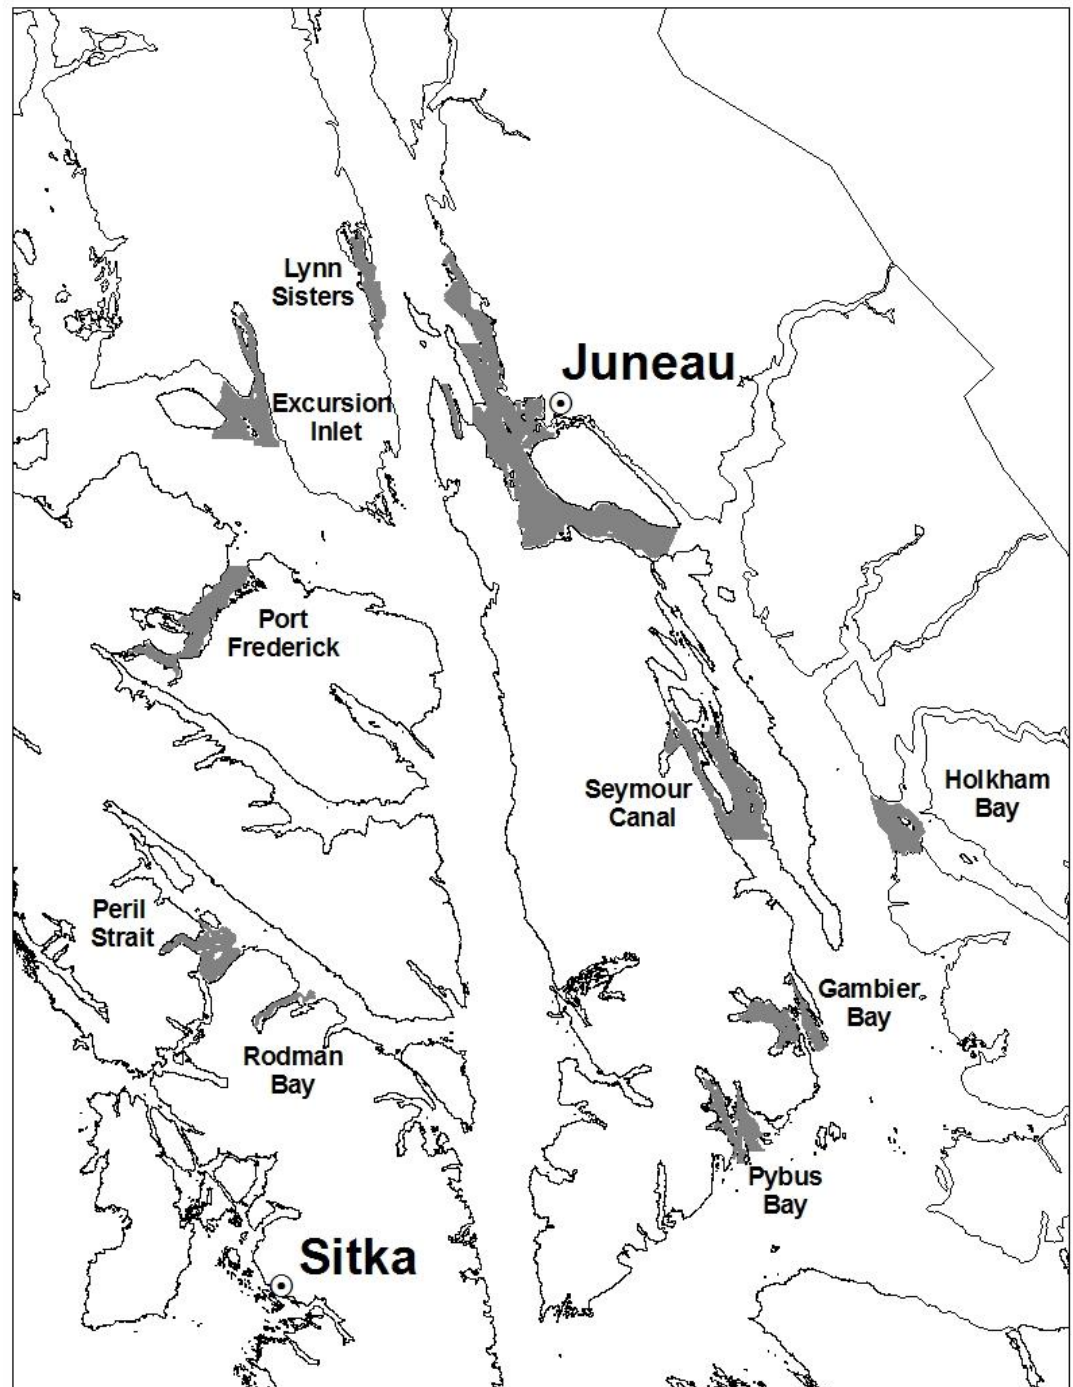 Lynn
Sisters
Juneau
Excursion
Inlet
Port
Frederick
Seymour
Canal
Holkham
Bay
Peril
Strait
Gambier
Bay
Rodman
Bay
Pybus
Bay
Sitka